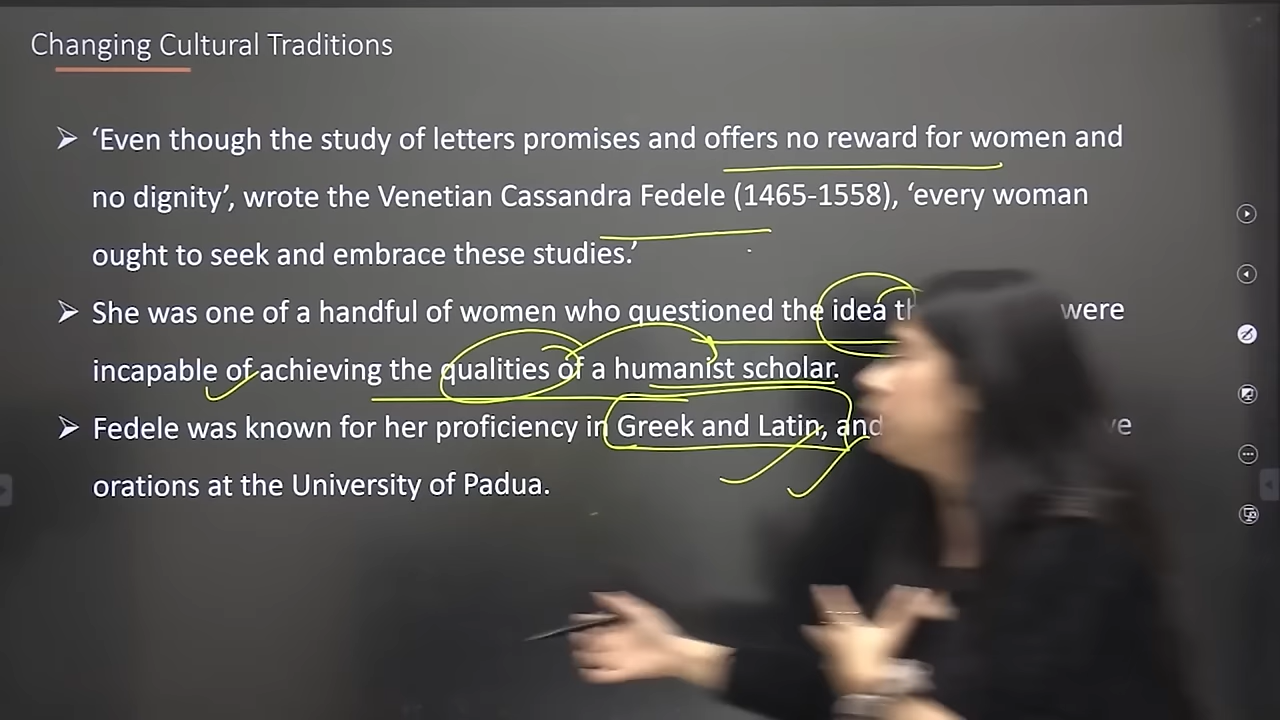 Changing Cultural Traditions
➢ ‘Even though the study of letters promises and offers no reward for women and
no dignity’, wrote the Venetian Cassandra Fedele (1465-1558), ‘every woman
ought to seek and embrace these studies.’
➢ She was one of a handful of women who questioned the idea were
incapable of achieving the qualities of a humanist scholar.
➢ Fedele was known for her proficiency in Greek and Latin, and
orations at the University of Padua.